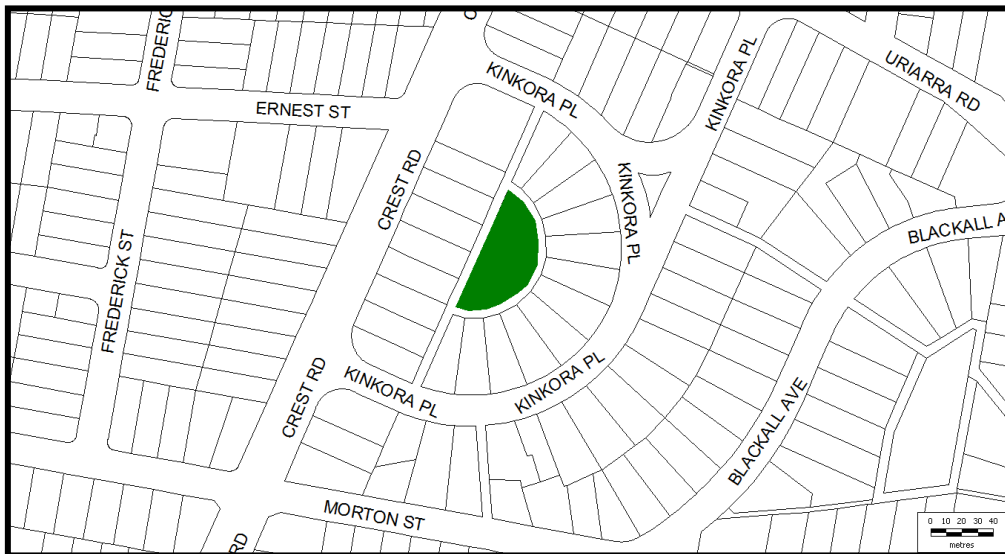 KINKORA PL
KINKORA PL
URIARRA RD
ERNEST ST
CREST RD
KINKORA PL
BLACKALL A
FREDERICK ST
KINKORA PL
KINKORA PL
CREST RD
BLACKALL AVE
MORTON ST
RD
0 10 20 30 40
metres